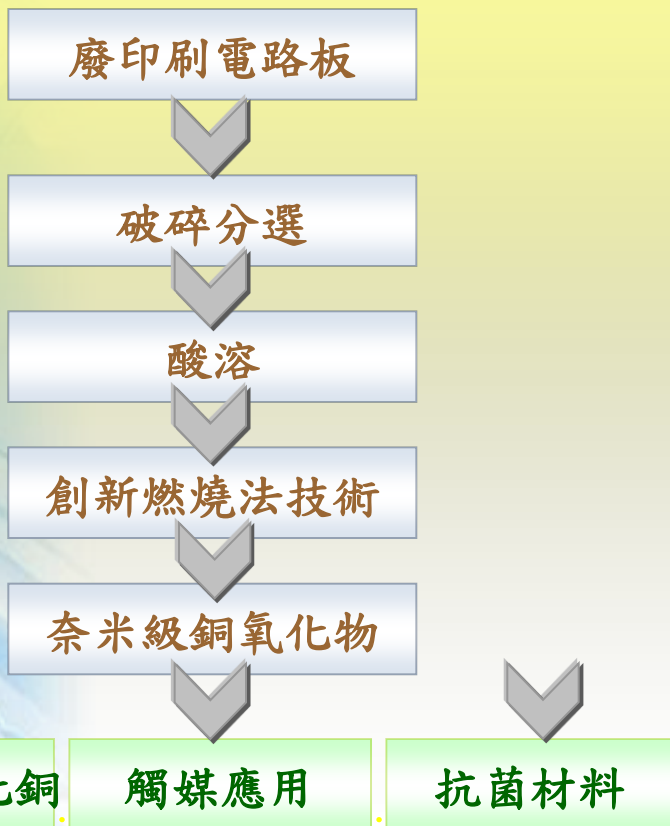 廢印刷電路板
破碎分選
酸溶
創新燃燒法技術
奈米級銅氧化物
銅
觸媒應用
抗菌材料